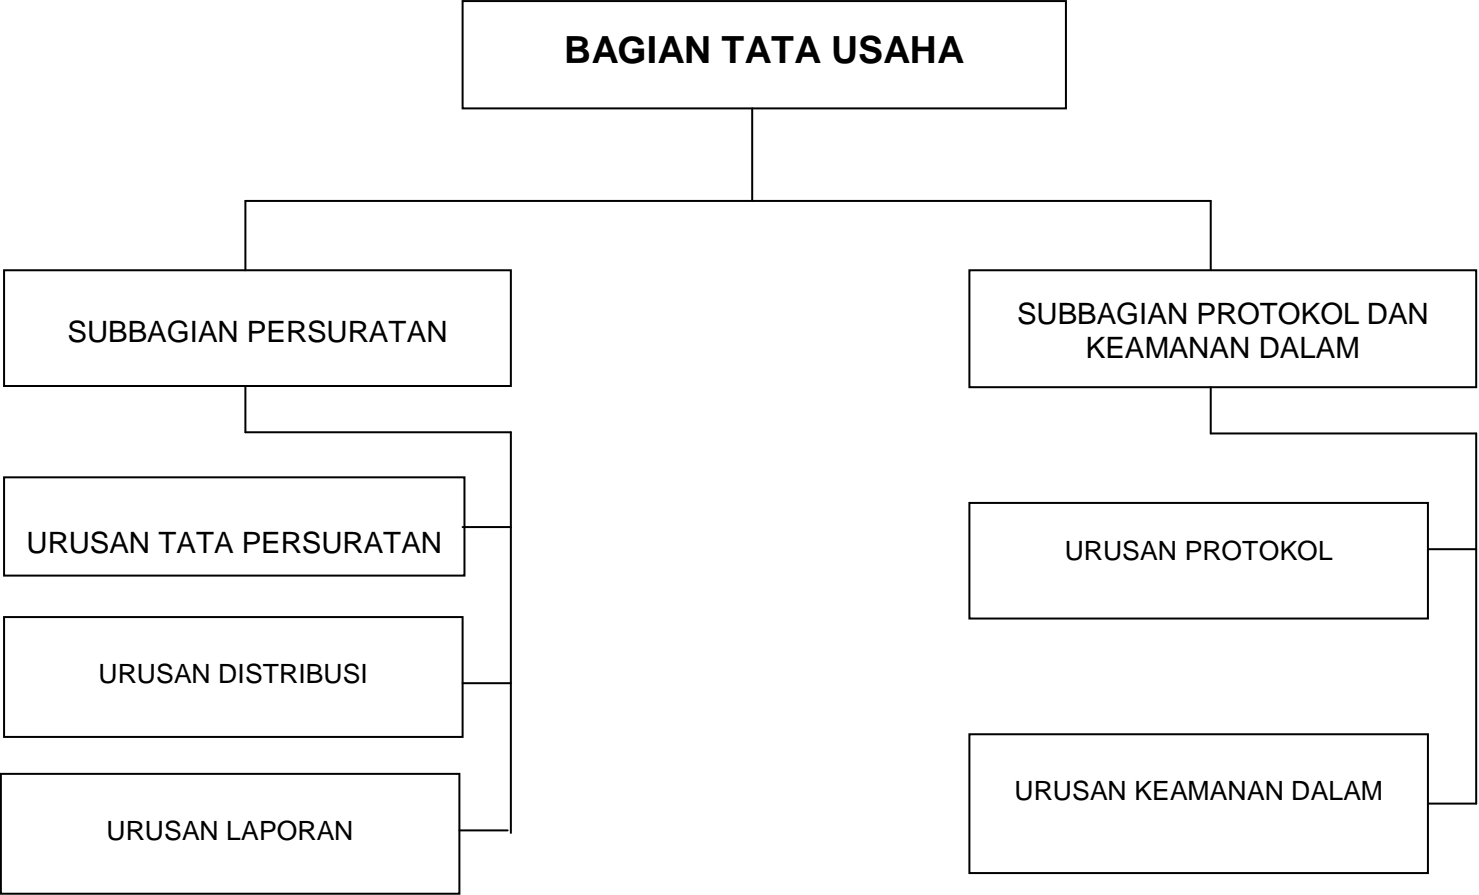 BAGIAN TATA USAHA
SUBBAGIAN PERSURATAN
SUBBAGIAN PROTOKOL DAN
KEAMANAN DALAM
URUSAN TATA PERSURATAN
URUSAN DISTRIBUSI
URUSAN LAPORAN
URUSAN PROTOKOL
URUSAN KEAMANAN DALAM